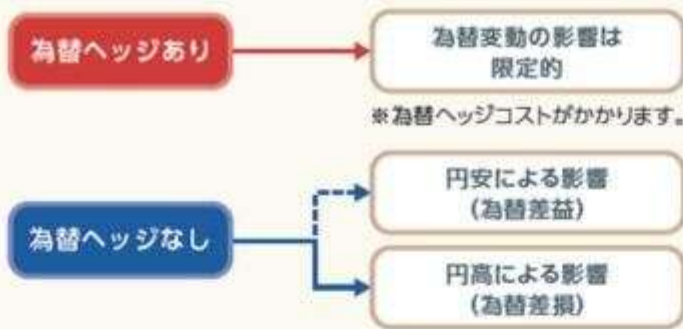 為替ヘッジあり
為替変動の影響は
限定的
※為替ヘッジコストがかかります。
為替ヘッジなし
円安による影響
(為替差益)
円高による影響
(為替差損)